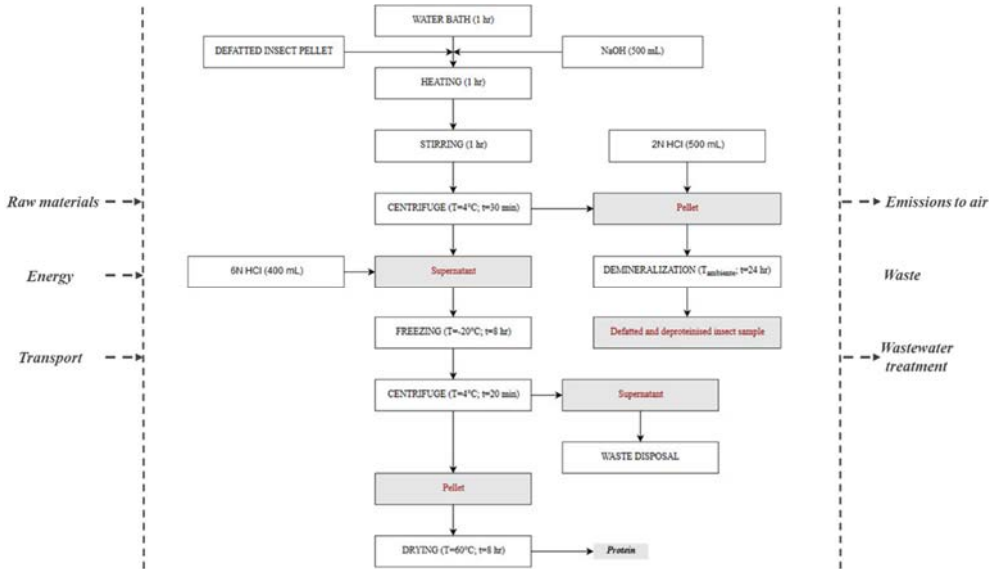 WATER BATH (1 hr)
DEFATTED INSECT PELLET
NaOH (500 mL)
HEATING (1 hr)
STIRRING (1 hr)
2N HCl (500 mL)
Raw materials
CENTRIFUGE (T=4°C; t=30 min)
Pellet
Emissions to air
Energy
6N HCl (400 mL)
Supernatant
DEMINERALIZATION (Tambiente; t=24 hr)
Waste
FREEZING (T=-20°C; t=8 hr)
Defatted and deproteinised insect sample
Transport
Wastewater
treatment
CENTRIFUGE (T=4°C; t=20 min)
Supernatant
WASTE DISPOSAL
Pellet
DRYING (T=60°C; t=8 hr)
Protein